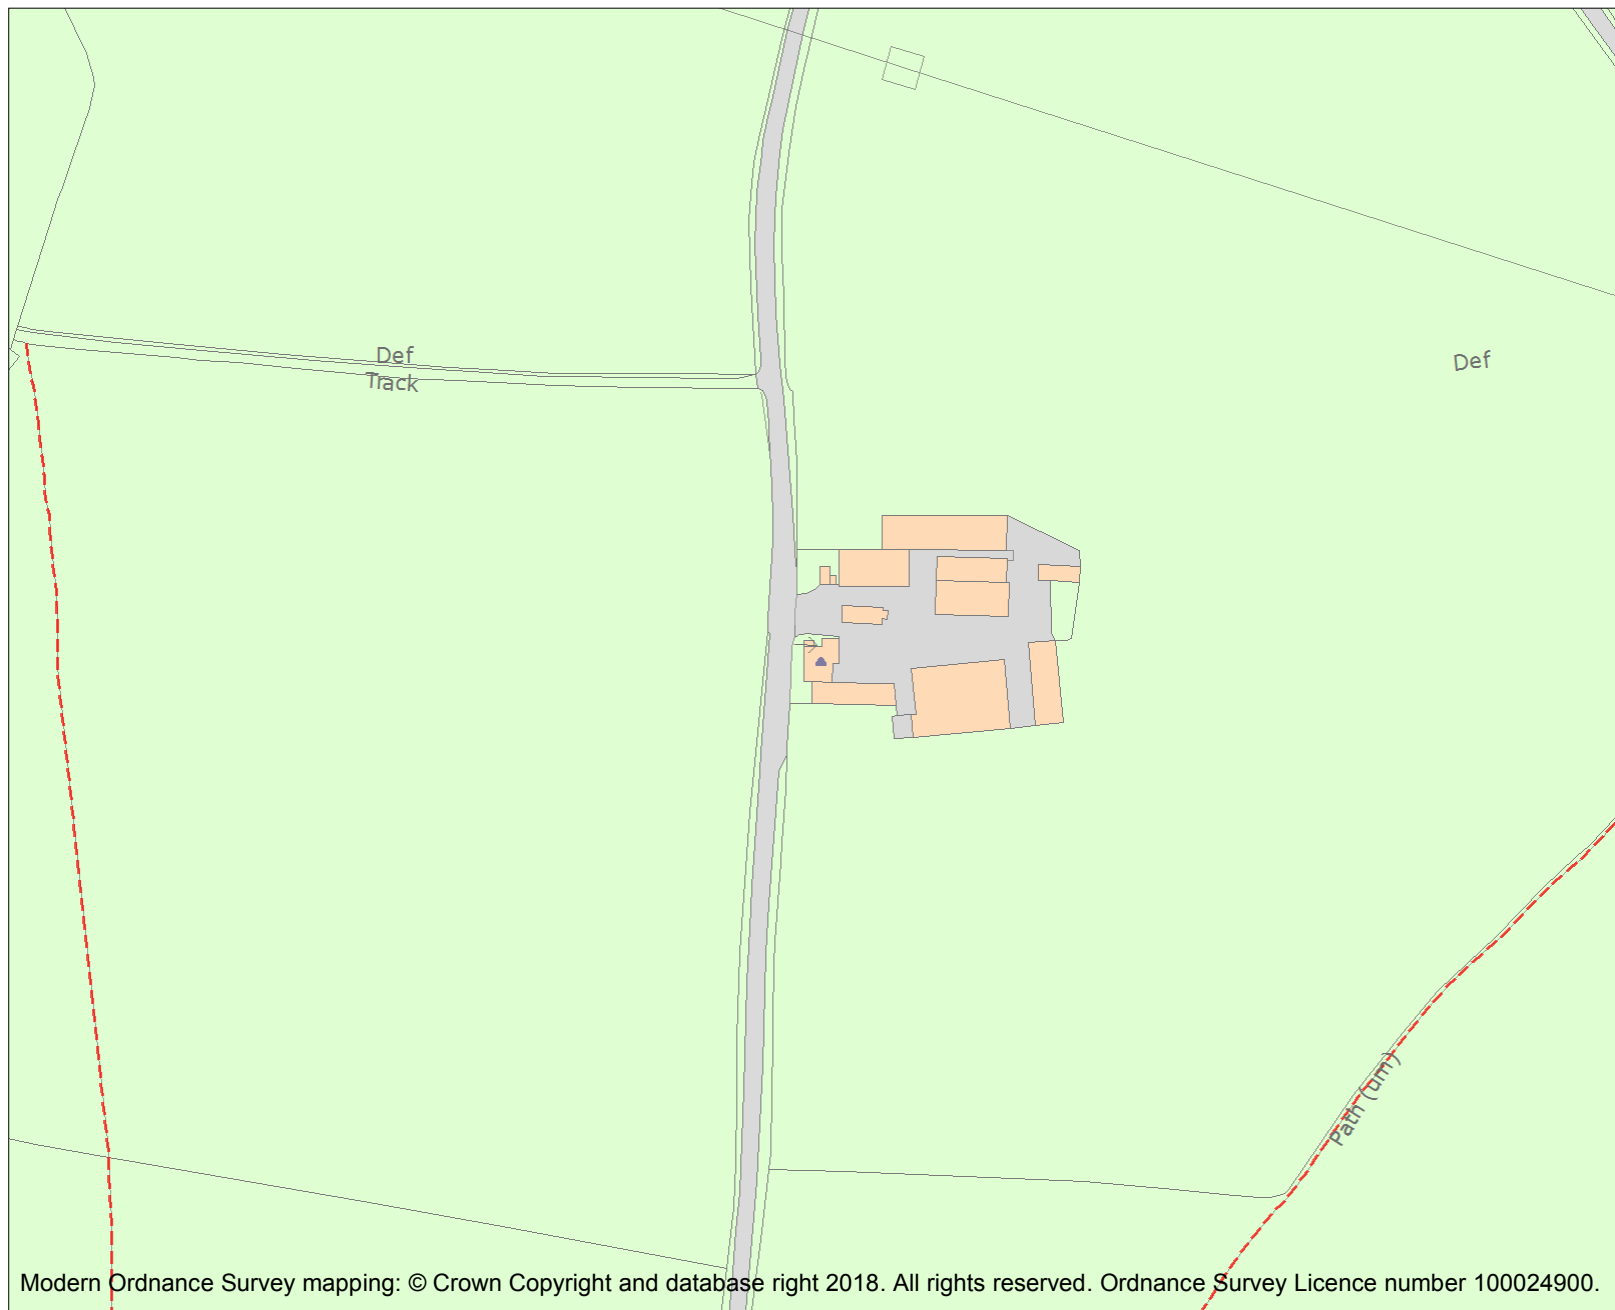 Def
Track
Def
Path (um)
Modern Ordnance Survey mapping: © Crown Copyright and database right 2018. All rights reserved. Ordnance Survey Licence number 100024900.